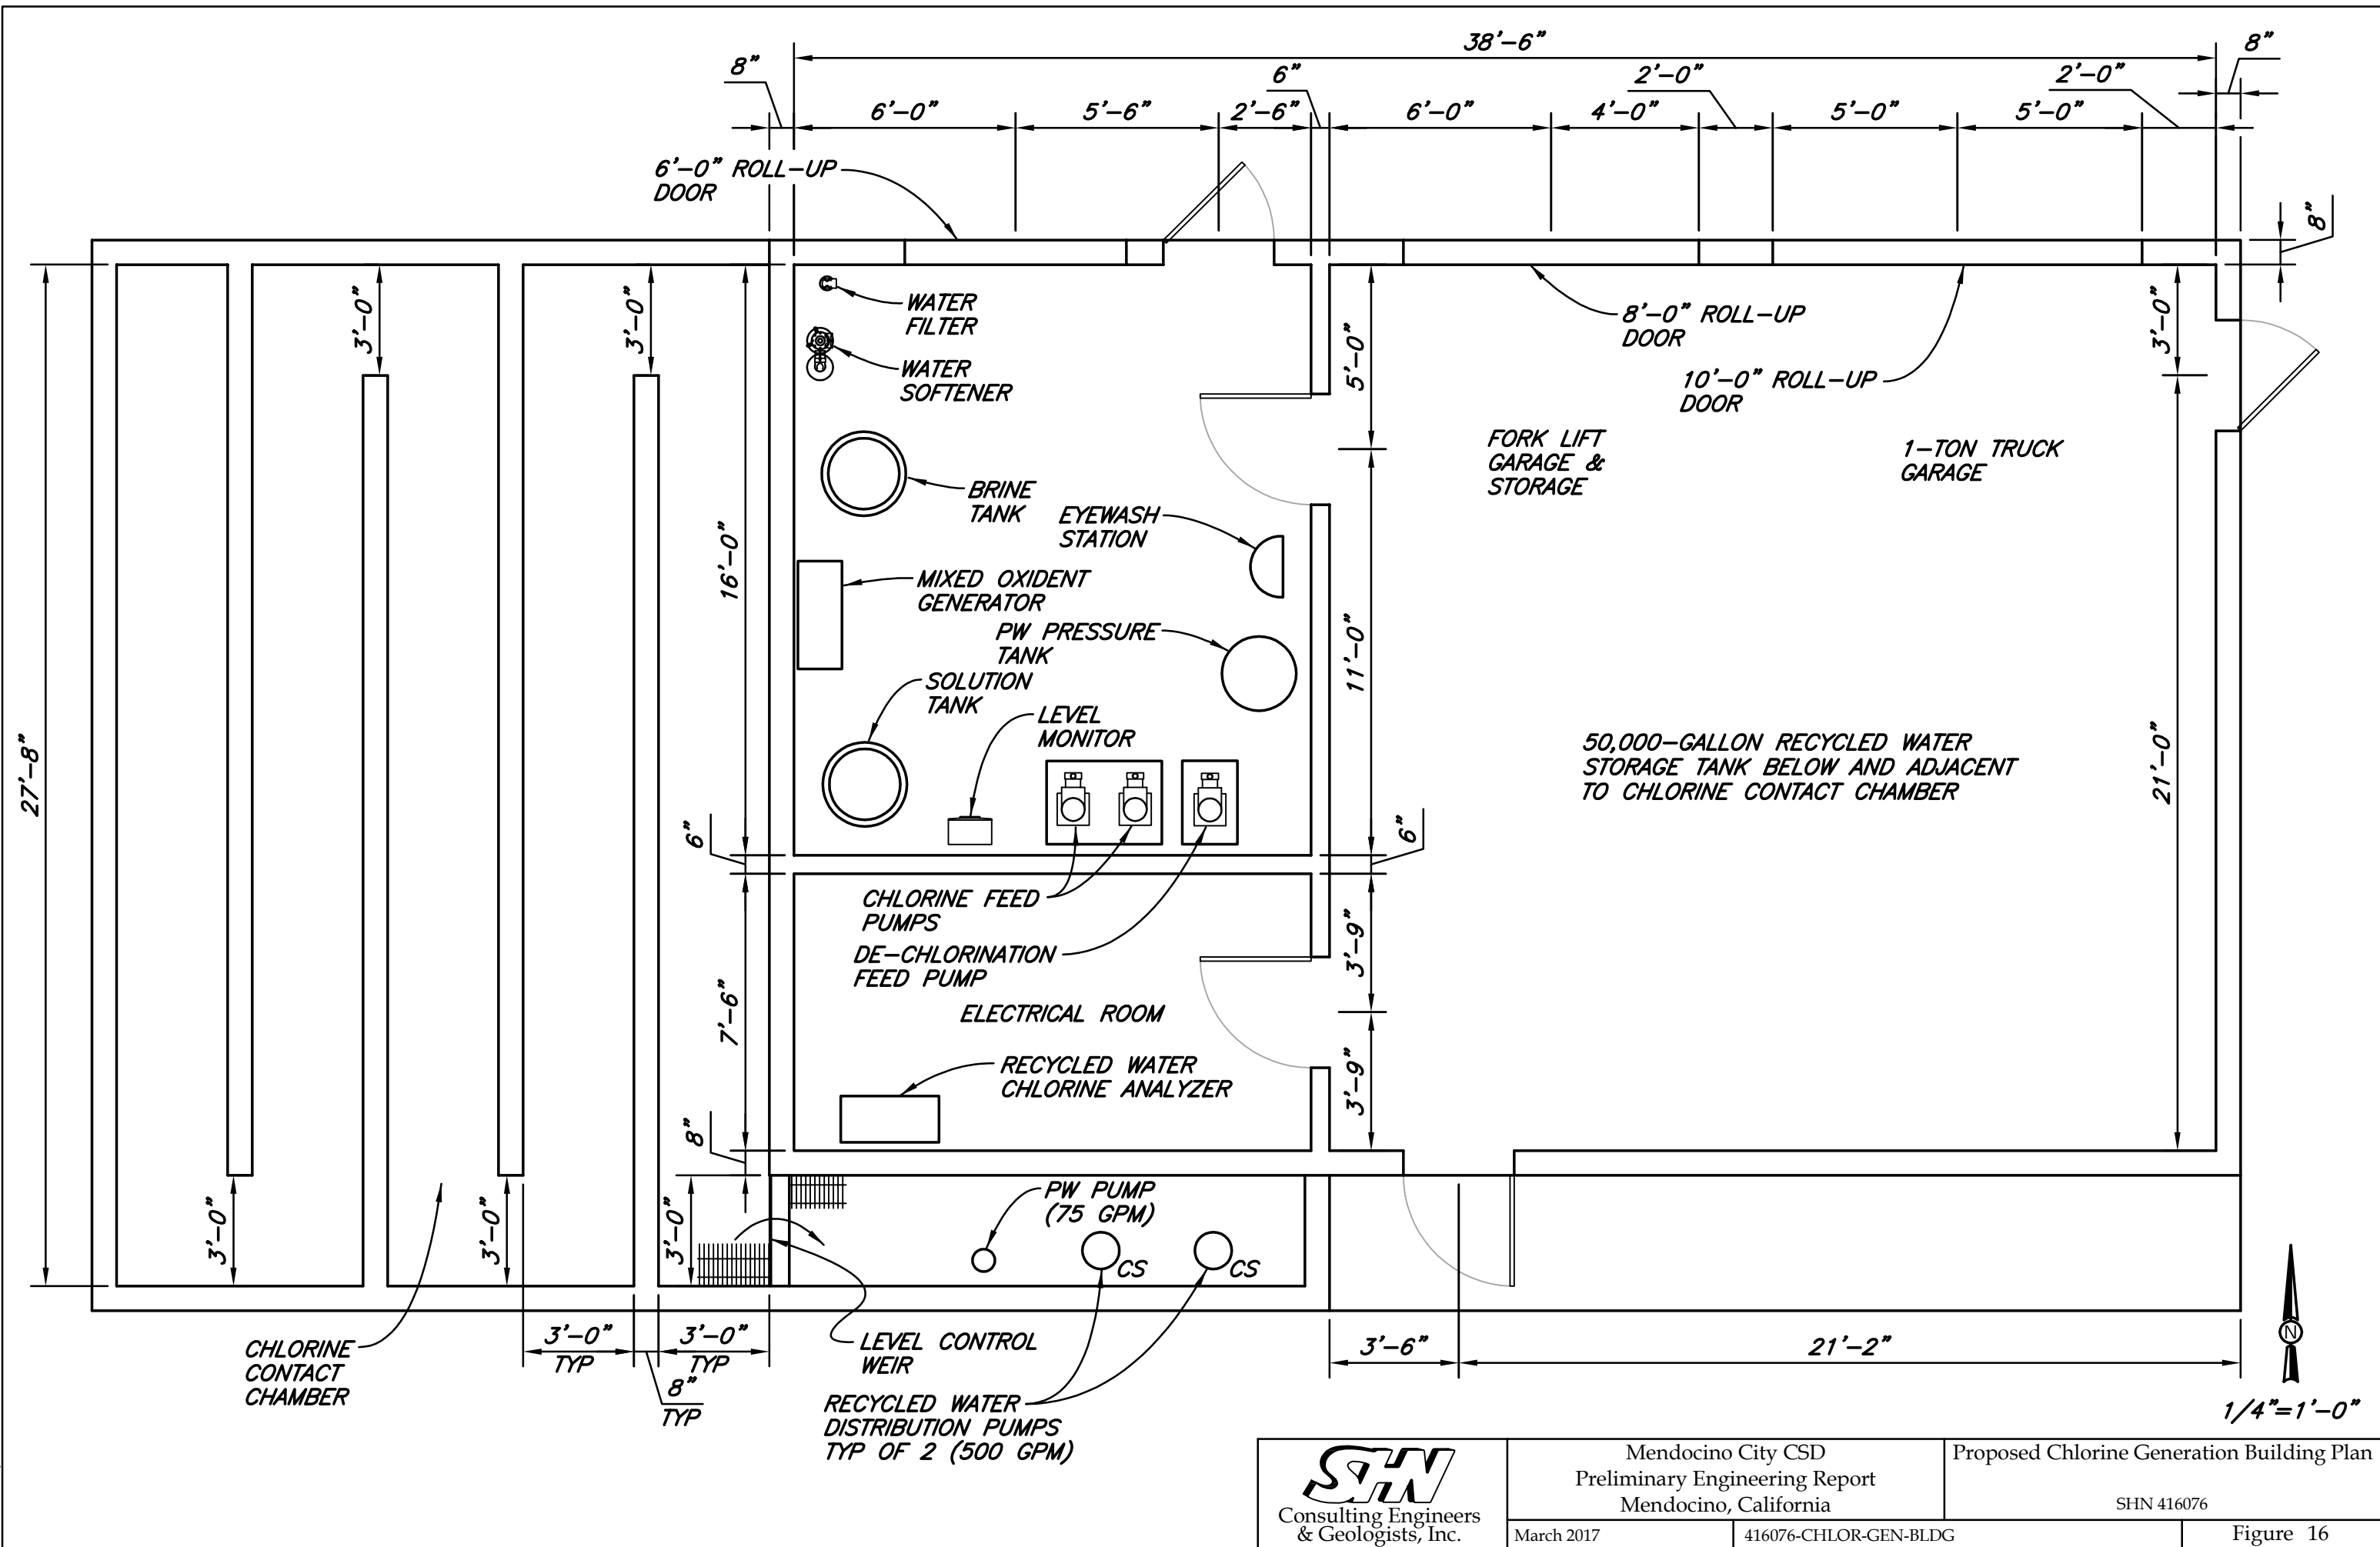 38'-6"
8"
8"
6"
2'-0"
2'-0"
6'-0"
5'-6"
2'-6"
6'-0"
4'-0"
5'-0"
5'-0"
6'-0" ROLL-UP
DOOR
8"
3'-0"
3'-0"
WATER
FILTER
WATER
SOFTENER
5'-0"
8'-0" ROLL-UP
DOOR
10'-0" ROLL-UP
DOOR
3'-0"
FORK LIFT
GARAGE &
STORAGE
1-TON TRUCK
GARAGE
BRINE
TANK
EYEWASH
STATION
16'-0"
MIXED OXIDENT
GENERATOR
PW PRESSURE
TANK
11'-0"
SOLUTION
TANK
LEVEL
MONITOR
27'-8"
50,000-GALLON RECYCLED WATER
STORAGE TANK BELOW AND ADJACENT
TO CHLORINE CONTACT CHAMBER
21'-0"
6"
6"
CHLORINE FEED
PUMPS
DE-CHLORINATION
FEED PUMP
3'-9"
7'-6"
ELECTRICAL ROOM
RECYCLED WATER
CHLORINE ANALYZER
3'-9"
8"
3'-0"
3'-0"
3'-0"
PW PUMP
(75 GPM)
CS
CS
CHLORINE
CONTACT
CHAMBER
3'-0"
TYP
3'-0"
TYP
8"
TYP
LEVEL CONTROL
WEIR
RECYCLED WATER
DISTRIBUTION PUMPS
TYP OF 2 (500 GPM)
3'-6"
21'-2"
N
1/4"=1'-0"
SHN
Consulting Engineers
& Geologists, Inc.
Mendocino City CSD
Preliminary Engineering Report
Mendocino, California
Proposed Chlorine Generation Building Plan
SHN 416076
March 2017
416076-CHLOR-GEN-BLDG
Figure 16